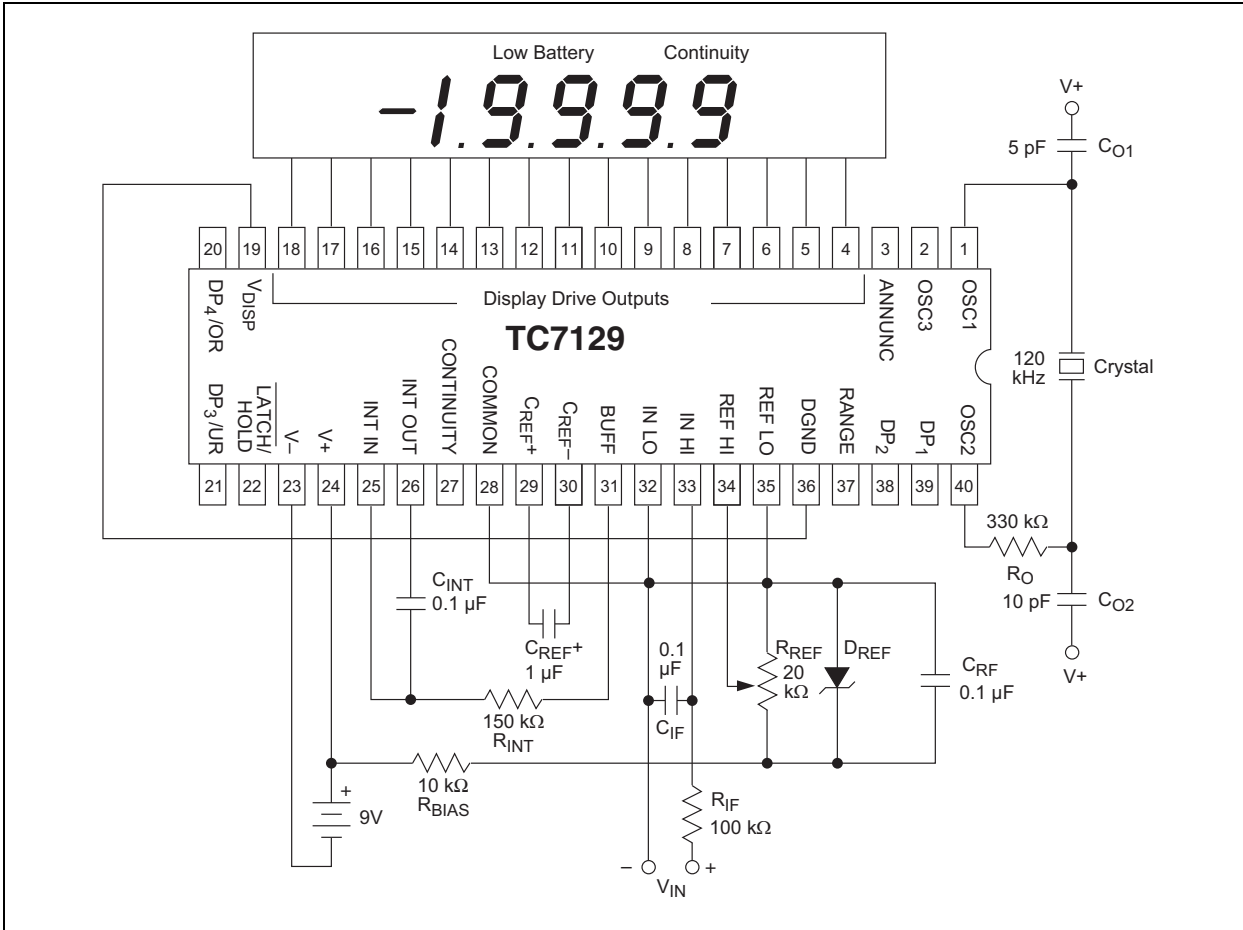 Low Battery Continuity
-1.9.9.9.9
V+
5 pF
CO1
20 19 18 17 16 15 14 13 12 11 10 9 8 7 6 5 4 3 2 1
DP4/OR
VDISP
Display Drive Outputs
ANNUNC
OSC3
OSC1
TC7129
120
kHz
Crystal
DP3/UR
LATCH/
HOLD
V–
V+
INT IN
INT OUT
CONTINUITY
COMMON
CREF+
CREF–
BUFF
IN LO
IN HI
REF HI
REF LO
DGND
RANGE
DP2
DP1
OSC2
21 22 23 24 25 26 27 28 29 30 31 32 33 34 35 36 37 38 39 40
330 kΩ
RO
10 pF
CO2
V+
CINT
0.1 µF
CREF+
1 µF
0.1
µF
CIF
RREF
20
kΩ
DREF
CRF
0.1 µF
150 kΩ
RINT
10 kΩ
RBIAS
+
9V
RIF
100 kΩ
– +
VIN